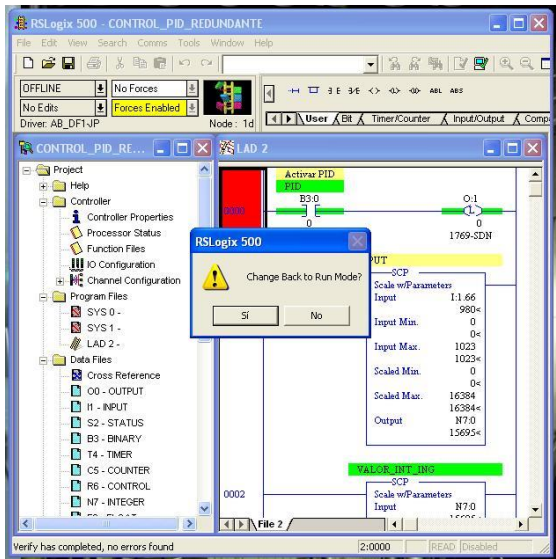 RSLogix 500 - CONTROL_PID_REDUNDANTE
File Edit View Search Comms Tools Window Help
OFFLINE No Forces
No Edits Forces Enabled
Driver: AB_DF1-JP Node: 1d
ABL ABS
User Bit Timer/Counter Input/Output Comp
CONTROL_PID_RE...
Project
Help
Controller
Controller Properties
Processor Status
Function Files
IO Configuration
Channel Configuration
Program Files
SYS 0 -
SYS 1 -
LAD 2 -
Data Files
Cross Reference
O0 - OUTPUT
I1 - INPUT
S2 - STATUS
B3 - BINARY
T4 - TIMER
C5 - COUNTER
R6 - CONTROL
N7 - INTEGER
LAD 2
Activar PID
PID
B3:0 O:1
0000 L
0 0
1769-SDN
RSLogix 500
Change Back to Run Mode?
Sí No
PUT
SCP
Scale w/Parameters
Input I:1.66
980<
Input Min. 0
0<
Input Max. 1023
1023<
Scaled Min. 0
0<
Scaled Max. 16384
16384<
Output N7:0
15695<
VALOR_INT_ING
SCP
0002 Scale w/Parameters
Input N7:0
File 2
Verify has completed, no errors found 2:0000 READ Disabled